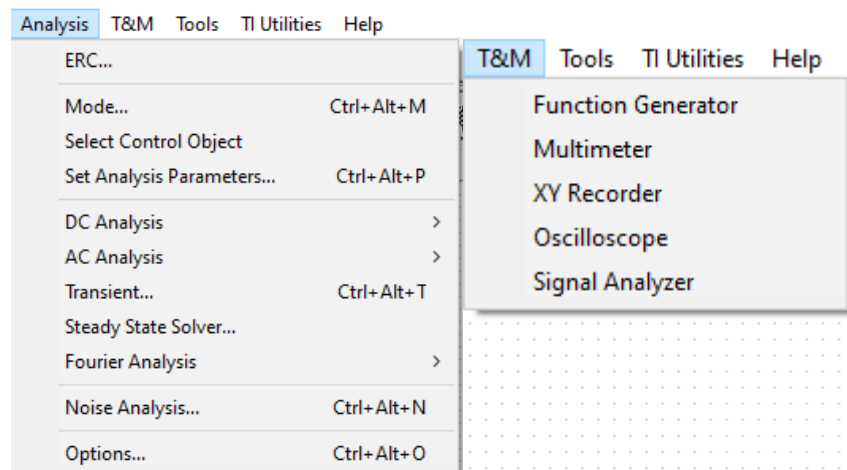 Analysis T&M Tools TI Utilities Help
ERC...
Mode... Ctrl+Alt+M
Select Control Object
Set Analysis Parameters... Ctrl+Alt+P
DC Analysis >
AC Analysis >
Transient... Ctrl+Alt+T
Steady State Solver...
Fourier Analysis >
Noise Analysis... Ctrl+Alt+N
Options... Ctrl+Alt+O
T&M Tools TI Utilities Help
Function Generator
Multimeter
XY Recorder
Oscilloscope
Signal Analyzer